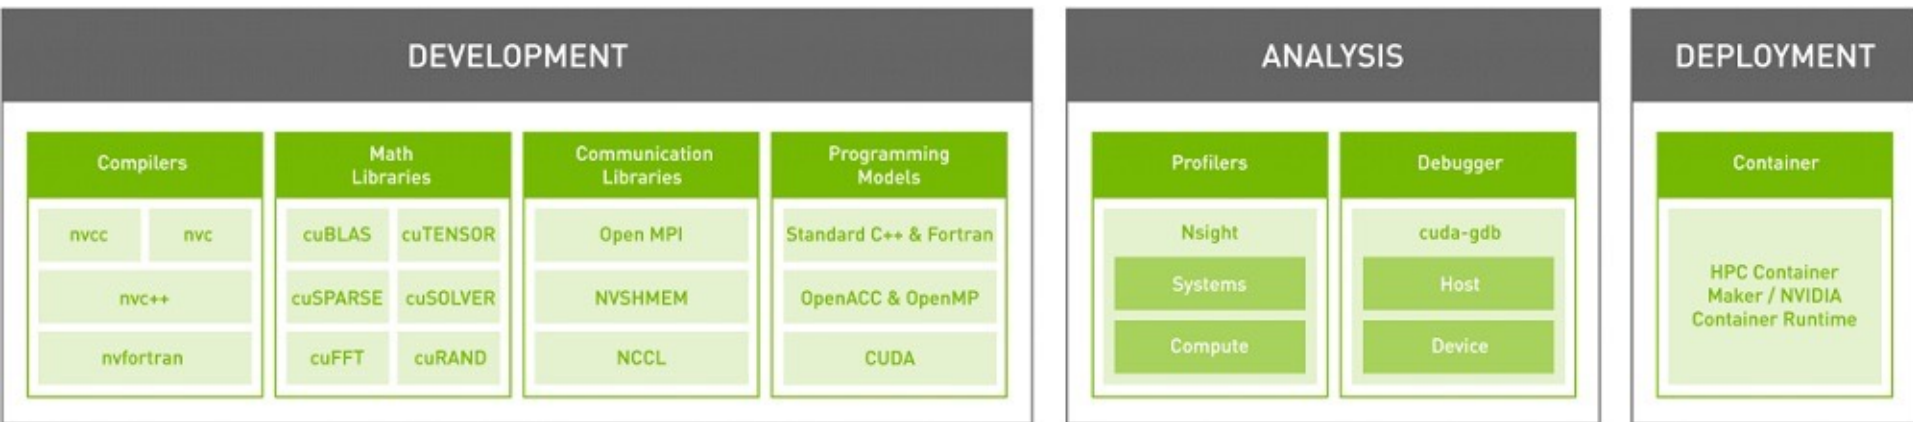 DEVELOPMENT
Compilers
nvcc nvc
nvc++
nvfortran
Math
Libraries
cuBLAS cuTENSOR
cuSPARSE cuSOLVER
cuFFT cuRAND
Communication
Libraries
Open MPI
NVSHMEM
NCCL
Programming
Models
Standard C++ & Fortran
OpenACC & OpenMP
CUDA
ANALYSIS
Profilers
Nsight
Systems
Compute
Debugger
cuda-gdb
Host
Device
DEPLOYMENT
Container
HPC Container
Maker / NVIDIA
Container Runtime